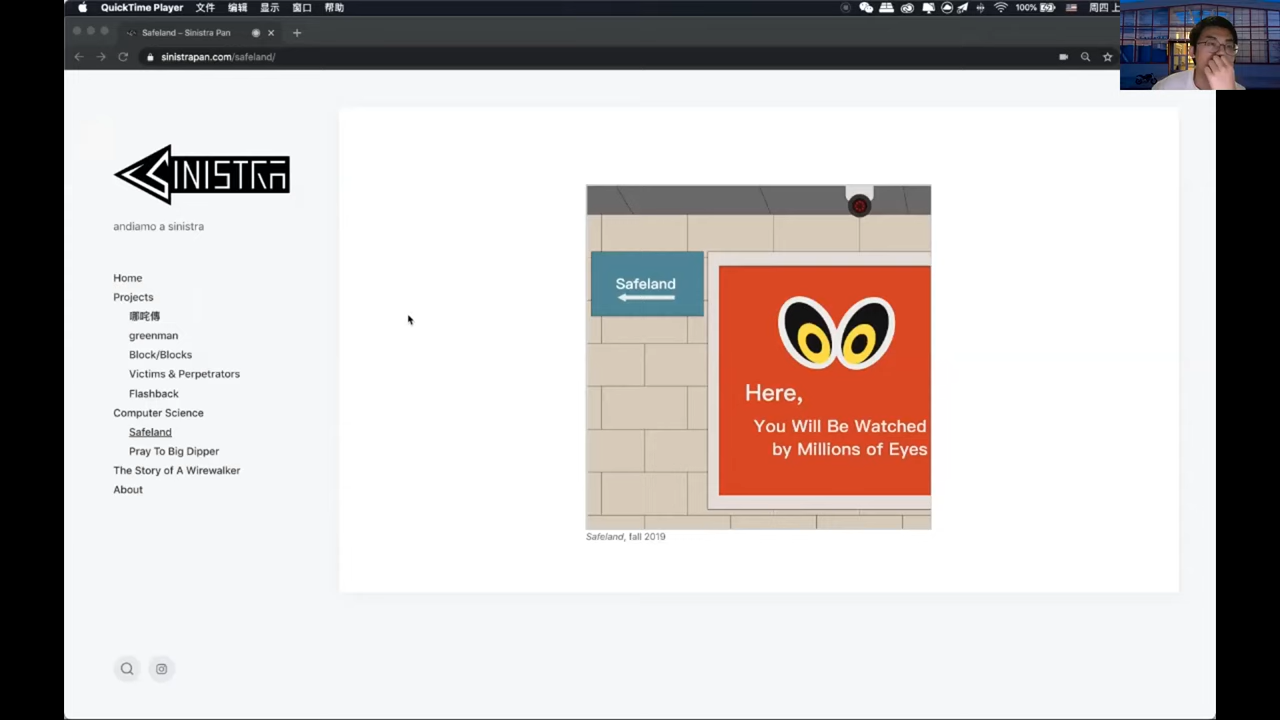 QuickTime Player 文件 编辑 显示 窗口 帮助 100% 周四 上
Safeland – Sinistra Pan
sinistrapan.com/safeland/
SINISTRA
andiamo a sinistra
Home
Projects
哪吒傳
greenman
Block/Blocks
Victims & Perpetrators
Flashback
Computer Science
Safeland
Pray To Big Dipper
The Story of A Wirewalker
About
Safeland
Here,
You Will Be Watched
by Millions of Eyes
Safeland, fall 2019